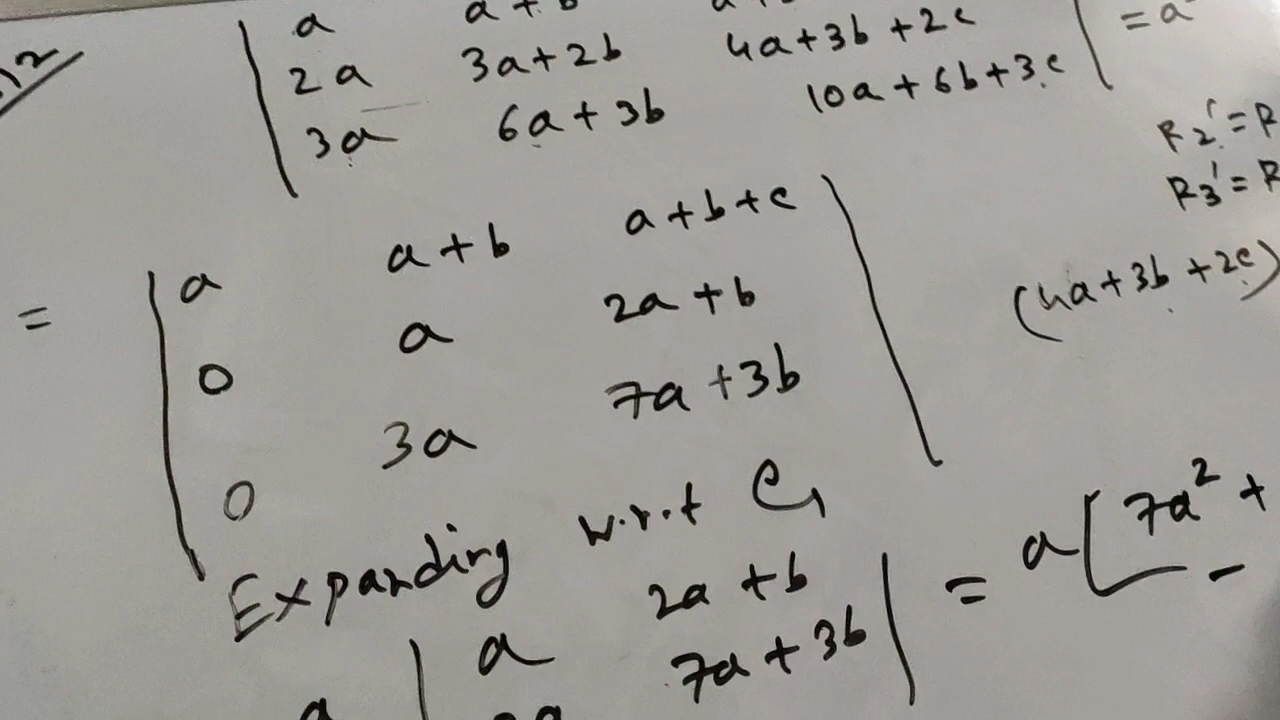 a a+b
2a 3a+2b 4a+3b+2c = a
3a 6a+3b 10a+6b+3c
R2' = R
R3' = R
a a+b a+b+c
= 0 a 2a+b (4a+3b+2c)
0 3a 7a+3b
Expanding w.r.t C1
a 2a+b = a[7a² +
a 7a+3b -